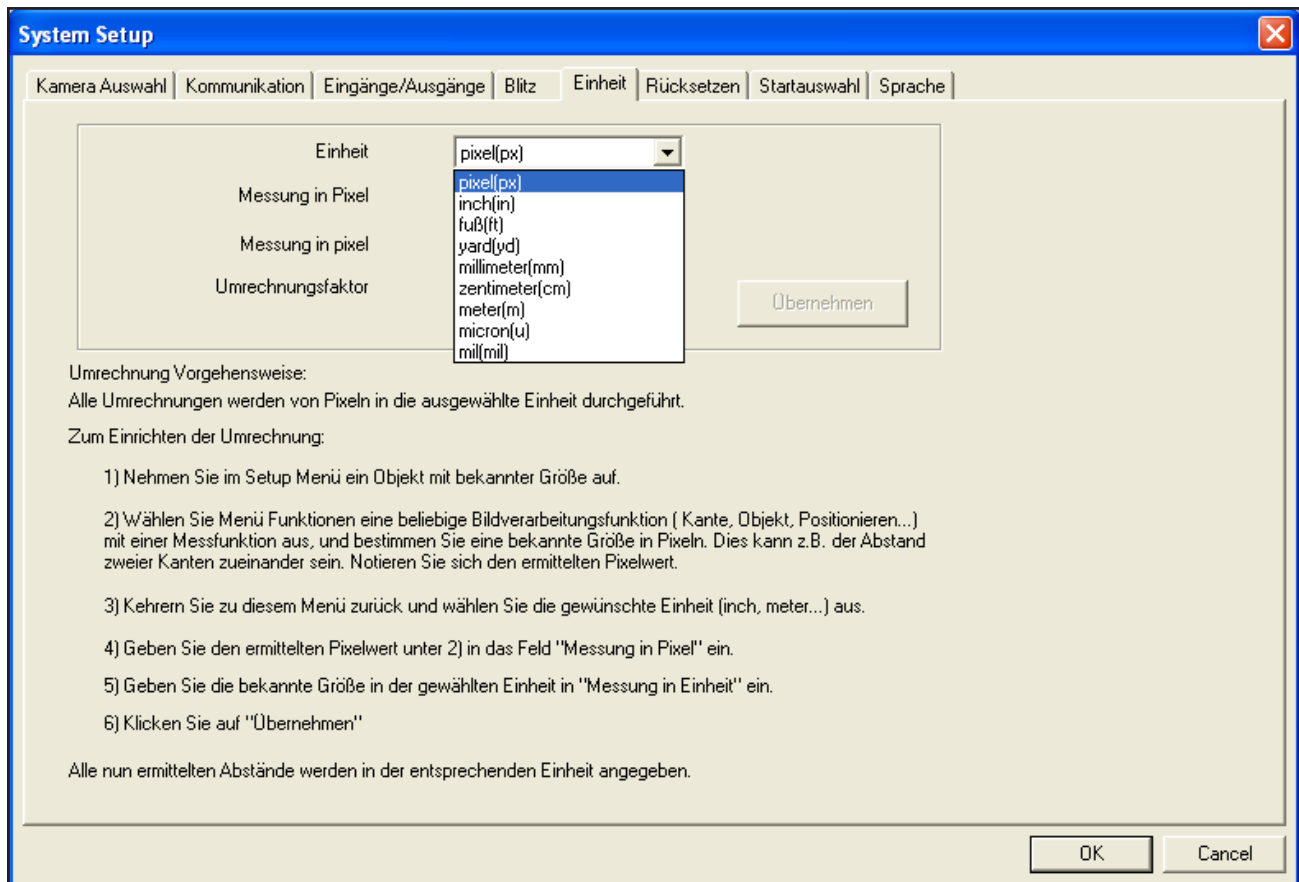 System Setup
Kamera Auswahl Kommunikation Eingänge/Ausgänge Blitz Einheit Rücksetzen Startauswahl Sprache
Einheit pixel(px)
pixel(px)
Messung in Pixel
inch(in)
fuß(ft)
Messung in pixel
yard(yd)
millimeter(mm)
Umrechnungsfaktor
zentimeter(cm)
Übernehmen
meter(m)
micron(u)
mil(mil)
Umrechnung Vorgehensweise:
Alle Umrechnungen werden von Pixeln in die ausgewählte Einheit durchgeführt.
Zum Einrichten der Umrechnung:
1) Nehmen Sie im Setup Menü ein Objekt mit bekannter Größe auf.
2) Wählen Sie Menü Funktionen eine beliebige Bildverarbeitungsfunktion ( Kante, Objekt, Positionieren...)
mit einer Messfunktion aus, und bestimmen Sie eine bekannte Größe in Pixeln. Dies kann z.B. der Abstand
zweier Kanten zueinander sein. Notieren Sie sich den ermittelten Pixelwert.
3) Kehrern Sie zu diesem Menü zurück und wählen Sie die gewünschte Einheit (inch, meter...) aus.
4) Geben Sie den ermittelten Pixelwert unter 2) in das Feld "Messung in Pixel" ein.
5) Geben Sie die bekannte Größe in der gewählten Einheit in "Messung in Einheit" ein.
6) Klicken Sie auf "Übernehmen"
Alle nun ermittelten Abstände werden in der entsprechenden Einheit angegeben.
OK Cancel